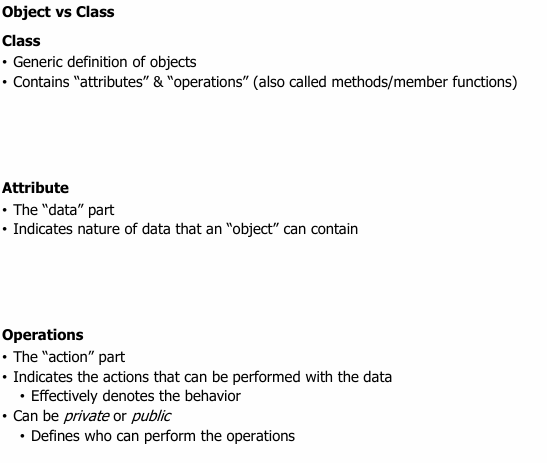 Object vs Class
Class
• Generic definition of objects
• Contains “attributes” & “operations” (also called methods/member functions)
Attribute
• The “data” part
• Indicates nature of data that an “object” can contain
Operations
• The “action” part
• Indicates the actions that can be performed with the data
• Effectively denotes the behavior
• Can be private or public
• Defines who can perform the operations